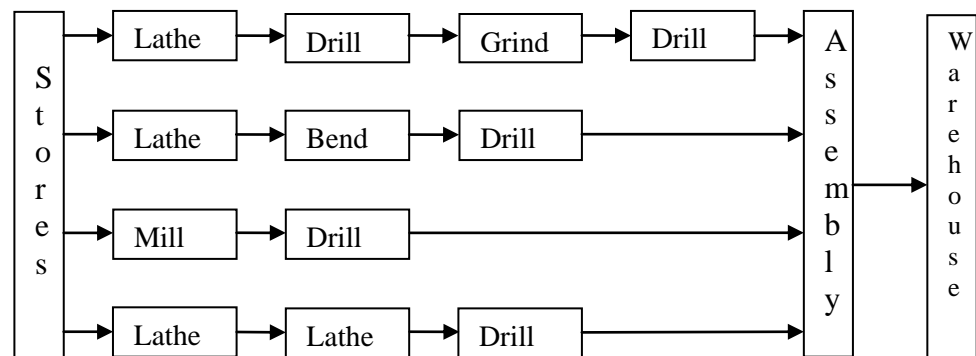 Stores
Lathe Drill Grind Drill
Lathe Bend Drill
Mill Drill
Lathe Lathe Drill
Assembly
Warehouse